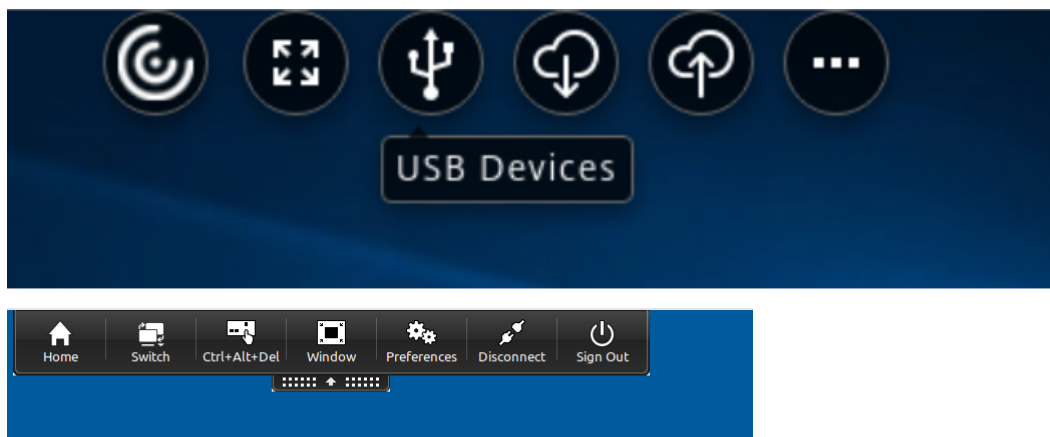 USB Devices
Home Switch Ctrl+Alt+Del Window Preferences Disconnect Sign Out